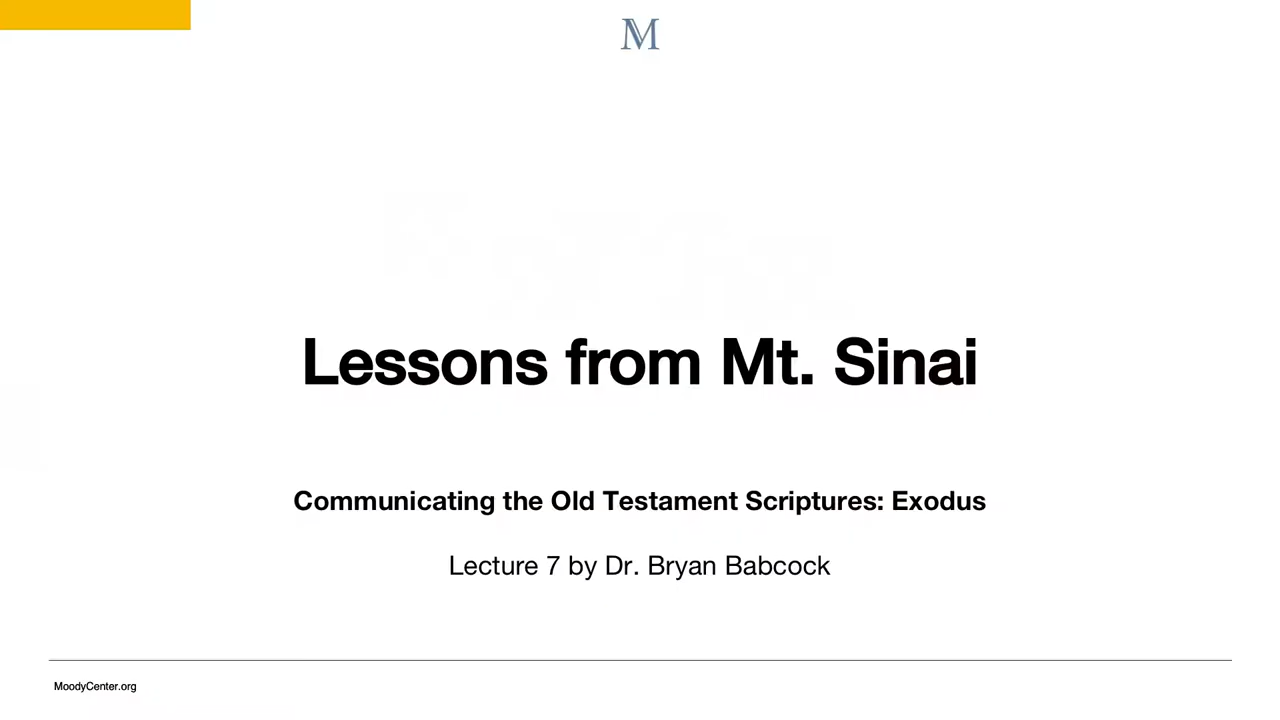 M
Lessons from Mt. Sinai
Communicating the Old Testament Scriptures: Exodus
Lecture 7 by Dr. Bryan Babcock
MoodyCenter.org